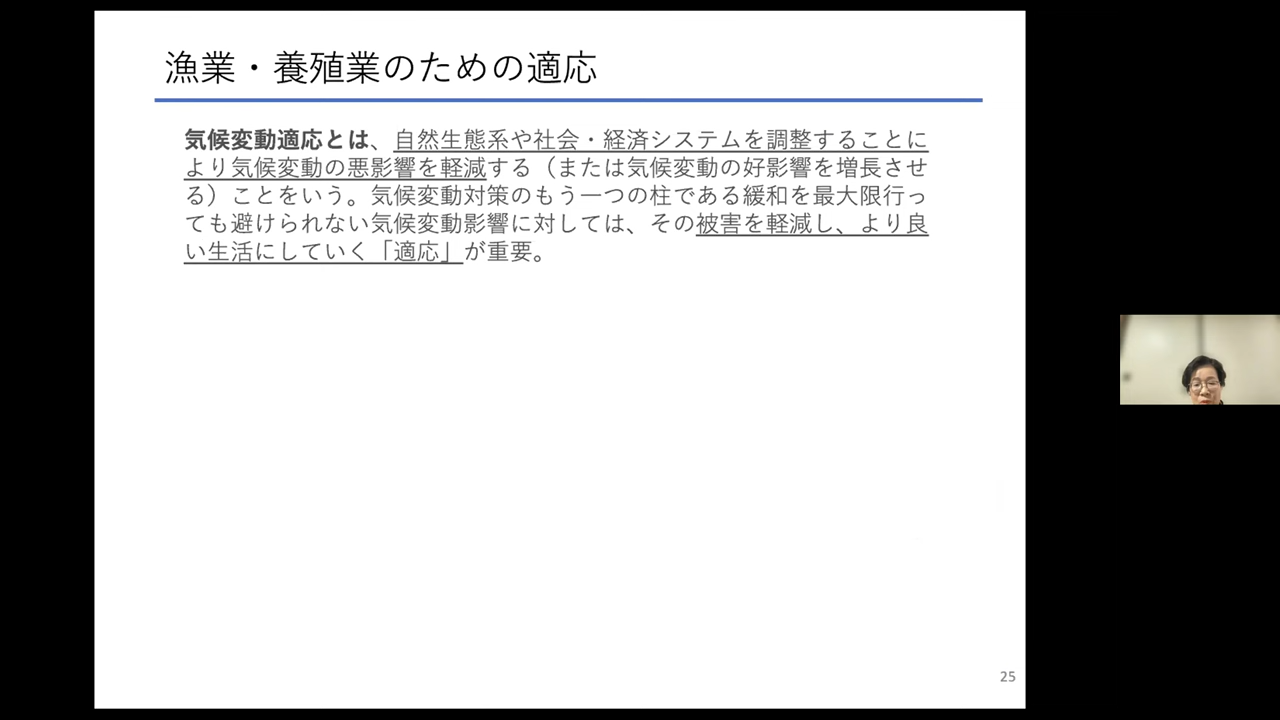 漁業・養殖業のための適応
気候変動適応とは、自然生態系や社会・経済システムを調整することに
より気候変動の悪影響を軽減する（または気候変動の好影響を増長させ
る）ことをいう。気候変動対策のもう一つの柱である緩和を最大限行っ
ても避けられない気候変動影響に対しては、その被害を軽減し、より良
い生活にしていく「適応」が重要。
25